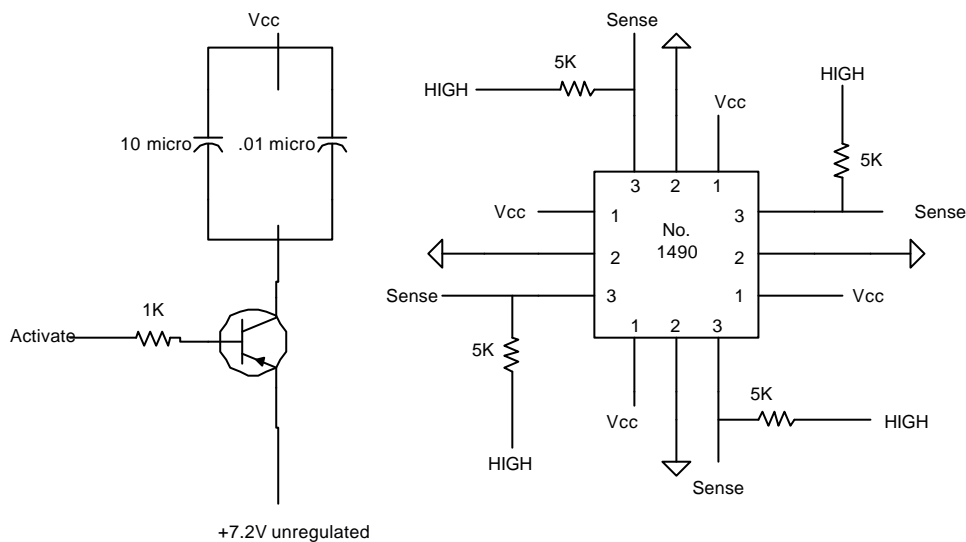 Vcc
10 micro
.01 micro
1K
Activate
+7.2V unregulated
Sense
5K
HIGH
Vcc
HIGH
5K
3
2
1
Vcc
1
3
Sense
No.
1490
2
2
Sense
3
1
Vcc
1
2
3
5K
Vcc
5K
HIGH
HIGH
Sense